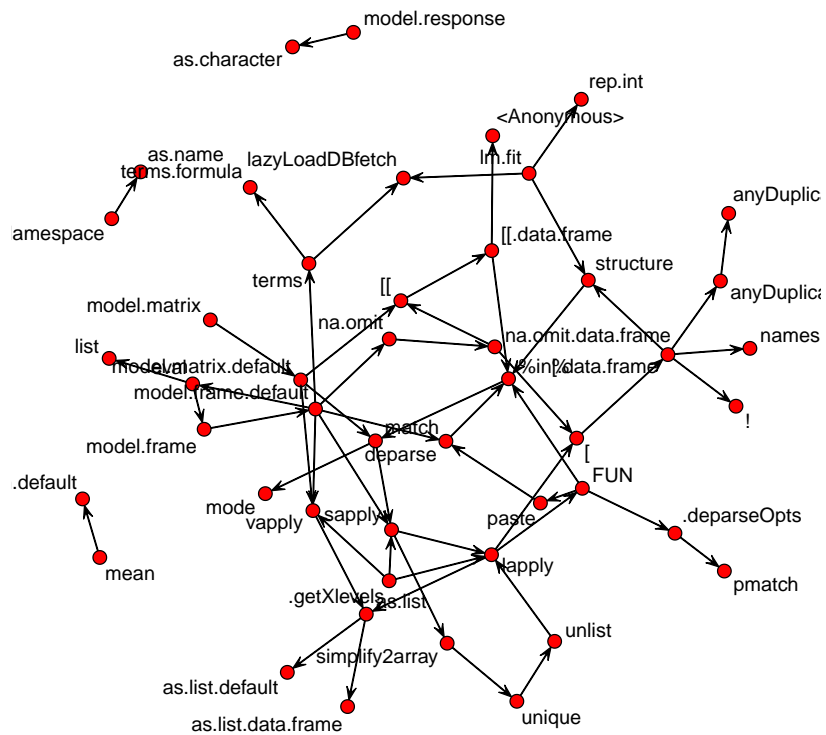 model.response
as.character
rep.int
<Anonymous>
as.name
lazyLoadDBfetch
lm.fit
terms.formula
anyDuplica
amespace
[[.data.frame
structure
terms
[[
anyDuplica
model.matrix
na.omit
na.omit.data.frame
names
list
model.matrix.default
eval
%in%
[.data.frame
model.frame.default
!
model.frame
match
deparse
[
.default
FUN
mode
vapply
sapply
paste
.deparseOpts
mean
lapply
pmatch
.getXlevels
as.list
unlist
simplify2array
as.list.default
as.list.data.frame
unique